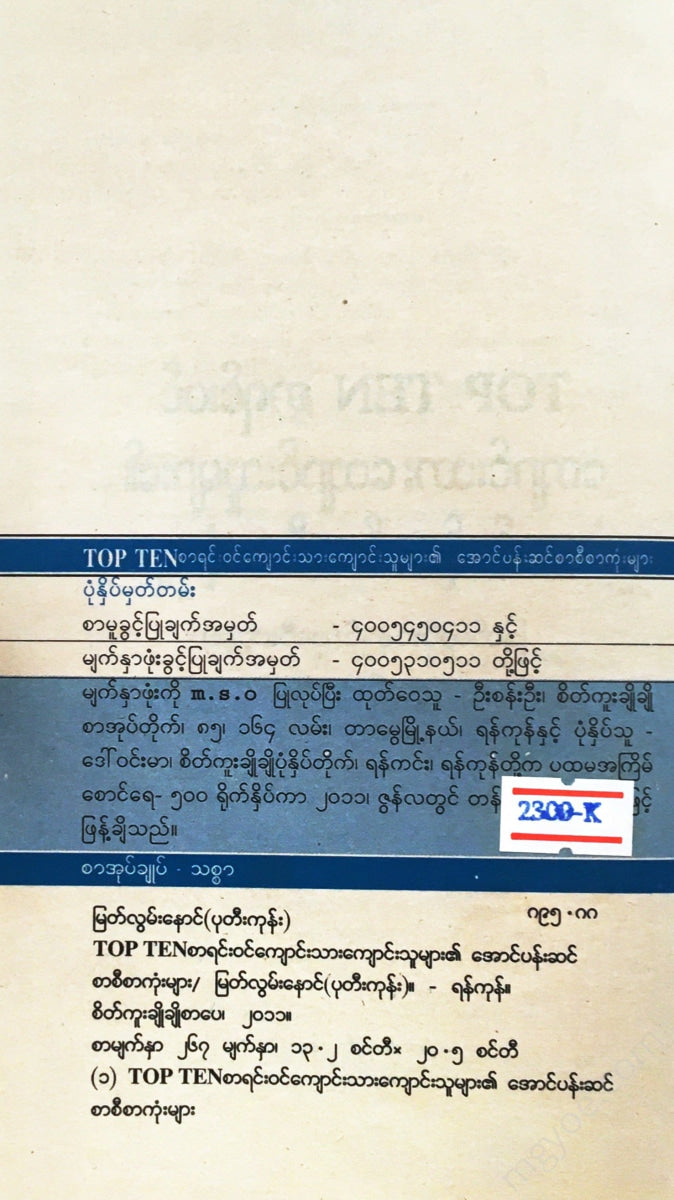 TOP TENစာရင်းဝင်ကျောင်းသားကျောင်းသူများ၏ အောင်ပန်းဆင်စာစီစာကုံးများ
ပုံနှိပ်မှတ်တမ်း
စာမူခွင့်ပြုချက်အမှတ် - ၄၀၀၅၄၅၀၄၁၁ နှင့်
မျက်နှာဖုံးခွင့်ပြုချက်အမှတ် - ၄၀၀၅၃၁၀၅၁၁ တို့ဖြင့်
မျက်နှာဖုံးကို m.s.o ပြုလုပ်ပြီး ထုတ်ဝေသူ - ဦးစန်းဦး၊ စိတ်ကူးချိုချို
စာအုပ်တိုက်၊ ၈၅၊ ၁၆၄ လမ်း၊ တာမွေမြို့နယ်၊ ရန်ကုန်နှင့် ပုံနှိပ်သူ -
ဒေါ်ဝင်းမာ၊ စိတ်ကူးချိုချိုပုံနှိပ်တိုက်၊ ရန်ကင်း၊ ရန်ကုန်တို့က ပထမအကြိမ်
စောင်ရေ- ၅၀၀ ရိုက်နှိပ်ကာ ၂၀၁၁၊ ဇွန်လတွင် တန်
2300-K
ဖြန့်ချိသည်။
စာအုပ်ချုပ် - သစ္စာ
မြတ်လွမ်းနောင်(ပုတီးကုန်း) ၈၉၅.၈၈
TOP TENစာရင်းဝင်ကျောင်းသားကျောင်းသူများ၏ အောင်ပန်းဆင်
စာစီစာကုံးများ/ မြတ်လွမ်းနောင်(ပုတီးကုန်း)။ - ရန်ကုန်။
စိတ်ကူးချိုချိုစာပေ၊ ၂၀၁၁။
စာမျက်နှာ ၂၆၇ မျက်နှာ၊ ၁၃.၂ စင်တီ× ၂၀.၅ စင်တီ
(၁) TOP TENစာရင်းဝင်ကျောင်းသားကျောင်းသူများ၏ အောင်ပန်းဆင်
စာစီစာကုံးများ